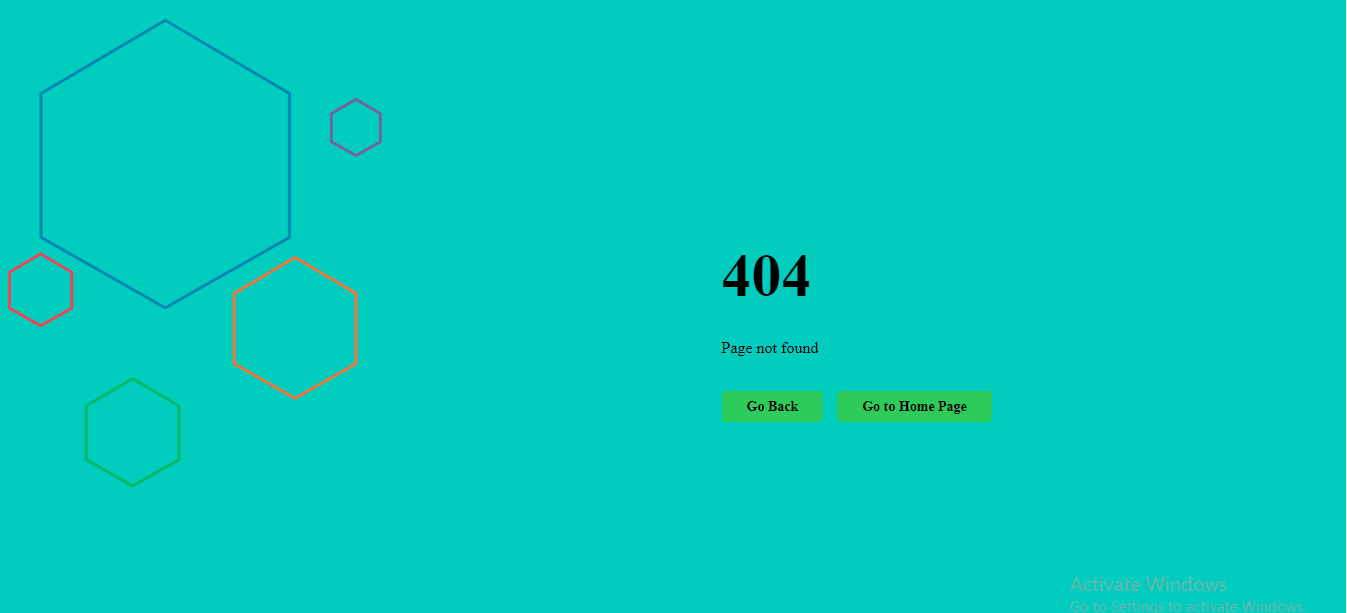 404
Page not found
Go Back
Go to Home Page
Activate Windows
Go to Settings to activate Windows.